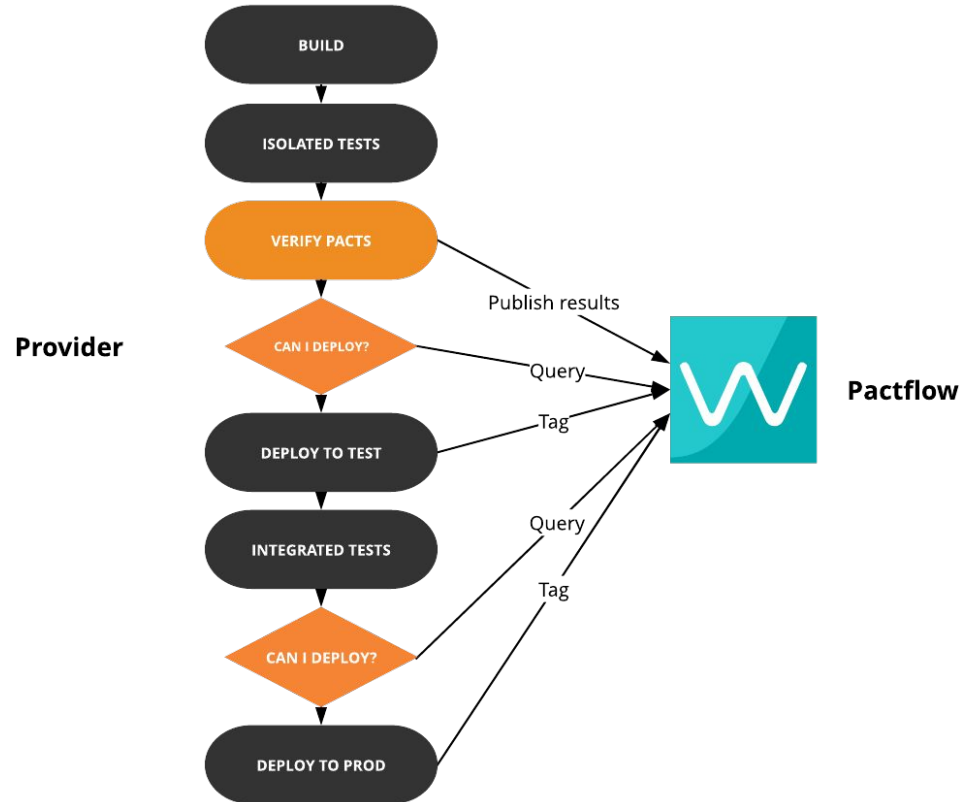 BUILD
ISOLATED TESTS
VERIFY PACTS
Publish results
Provider
CAN I DEPLOY?
Query
Pactflow
Tag
DEPLOY TO TEST
INTEGRATED TESTS
Query
Tag
CAN I DEPLOY?
DEPLOY TO PROD